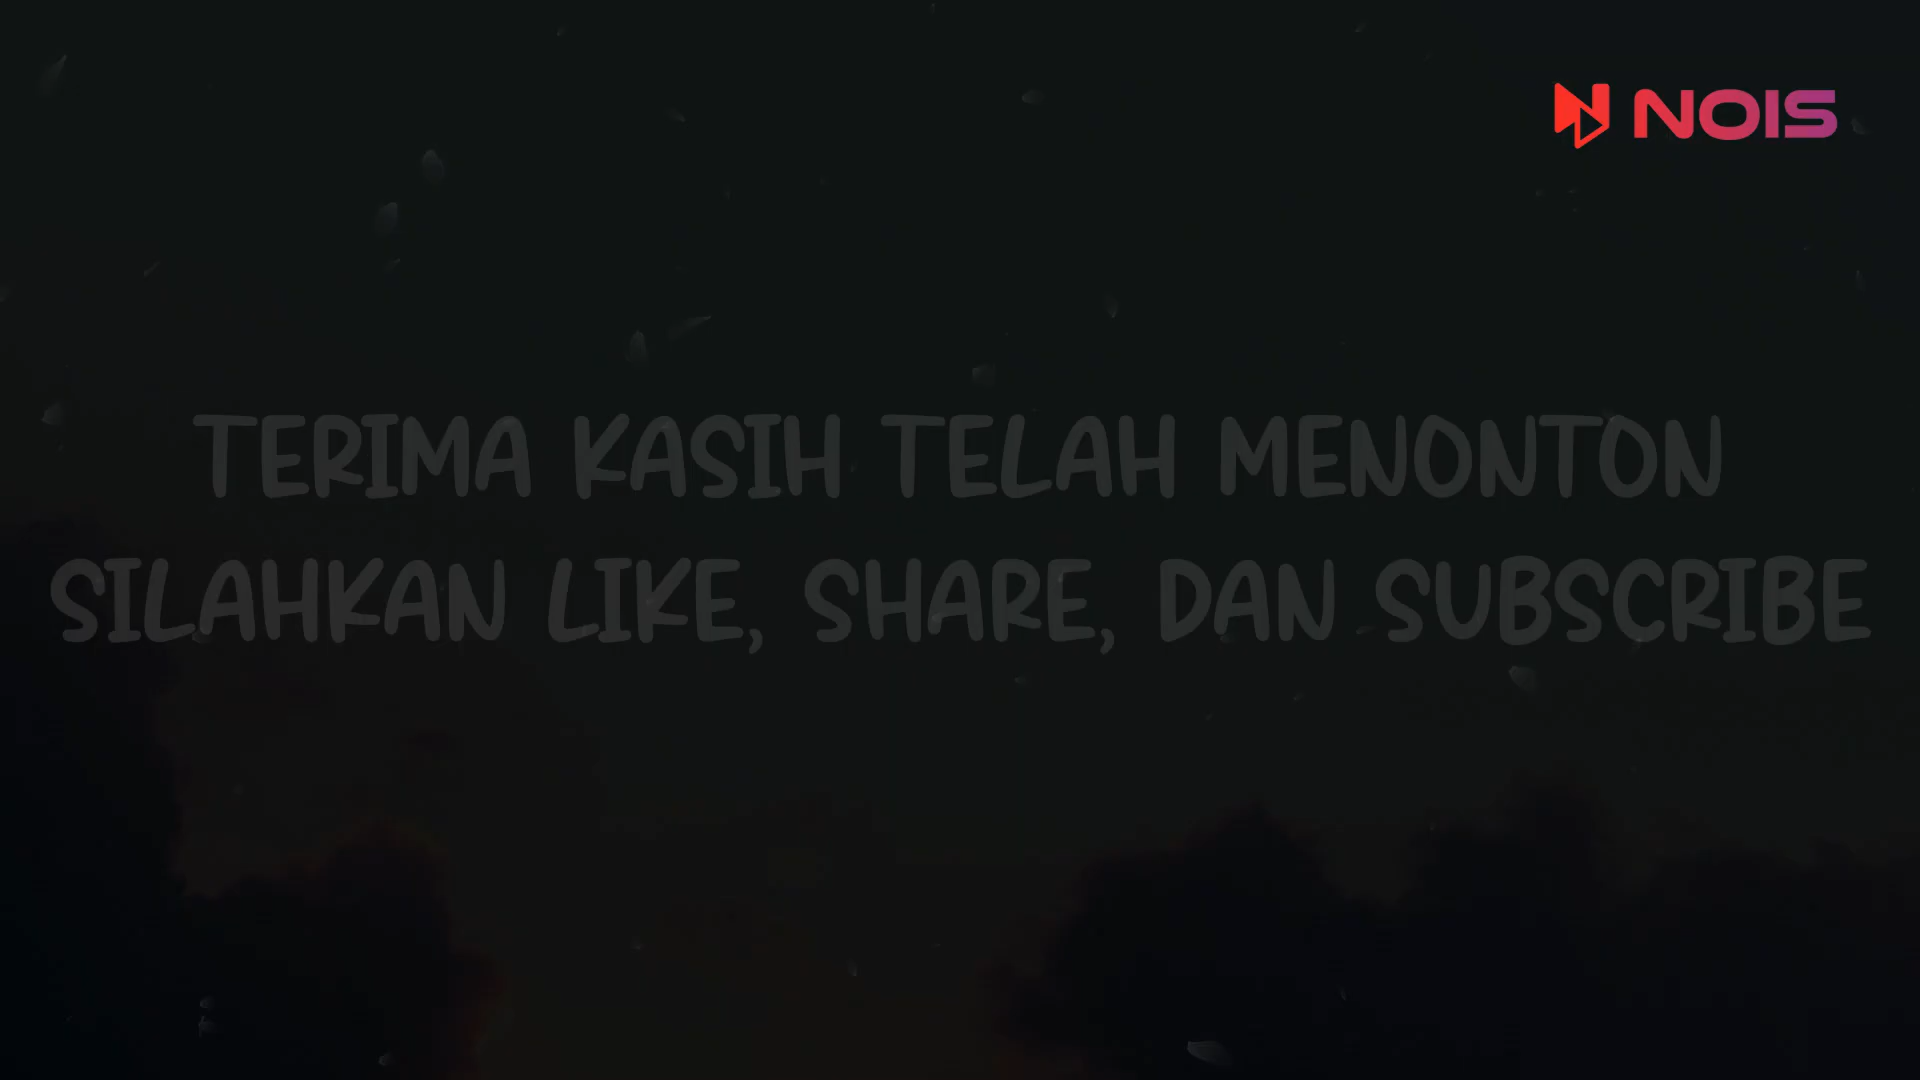 NOIS
TERIMA KASIH TELAH MENONTON
SILAHKAN LIKE, SHARE, DAN SUBSCRIBE